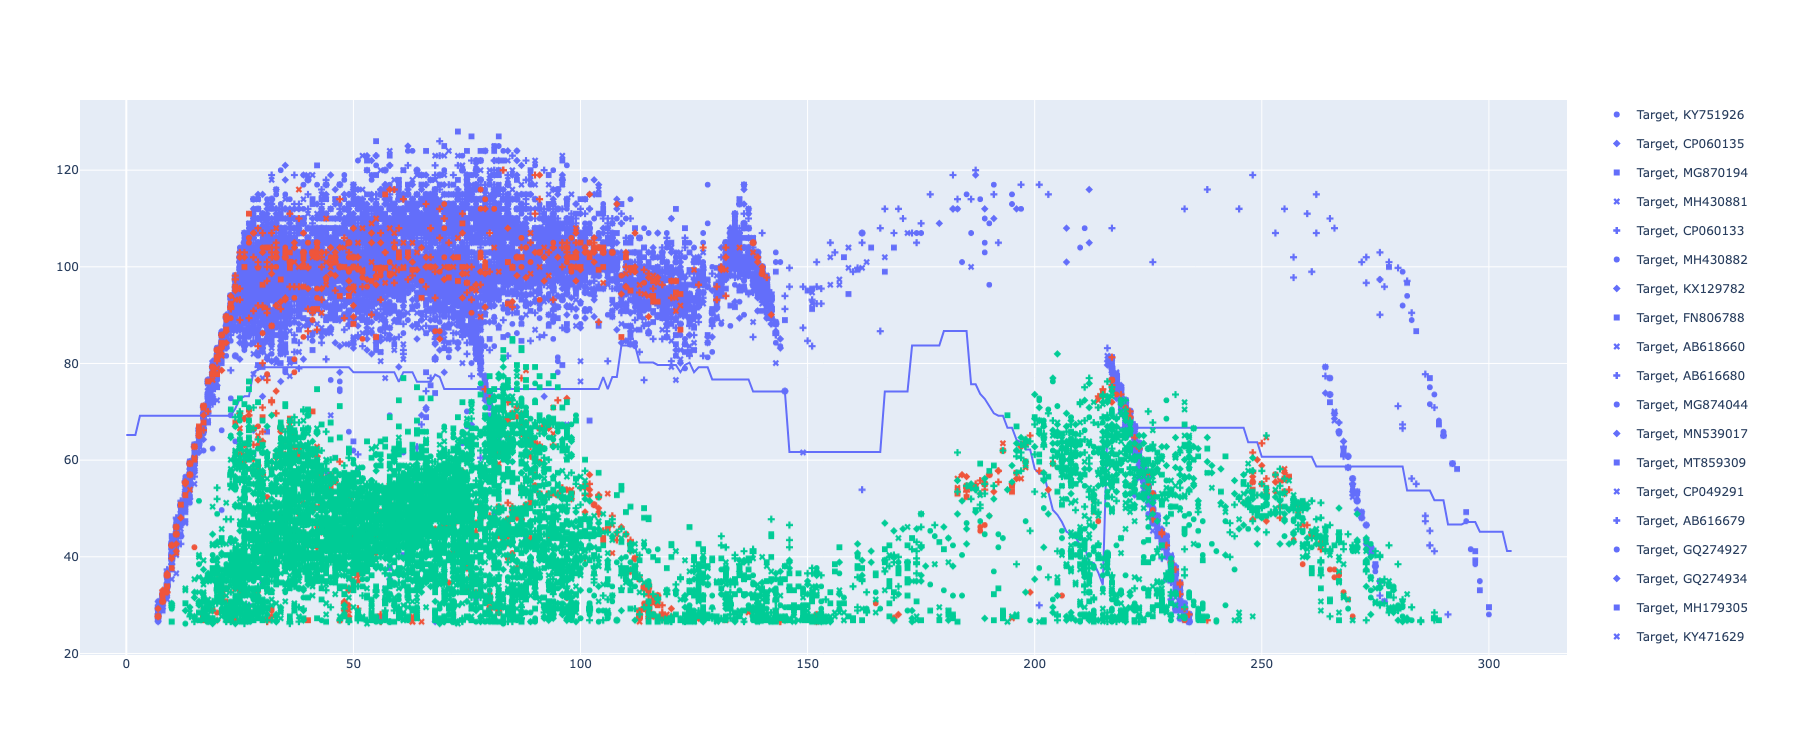 120
100
80
60
40
20
0 50 100 150 200 250 300
Target, KY751926
Target, CP060135
Target, MG870194
Target, MH430881
Target, CP060133
Target, MH430882
Target, KX129782
Target, FN806788
Target, AB618660
Target, AB616680
Target, MG874044
Target, MN539017
Target, MT859309
Target, CP049291
Target, AB616679
Target, GQ274927
Target, GQ274934
Target, MH179305
Target, KY471629